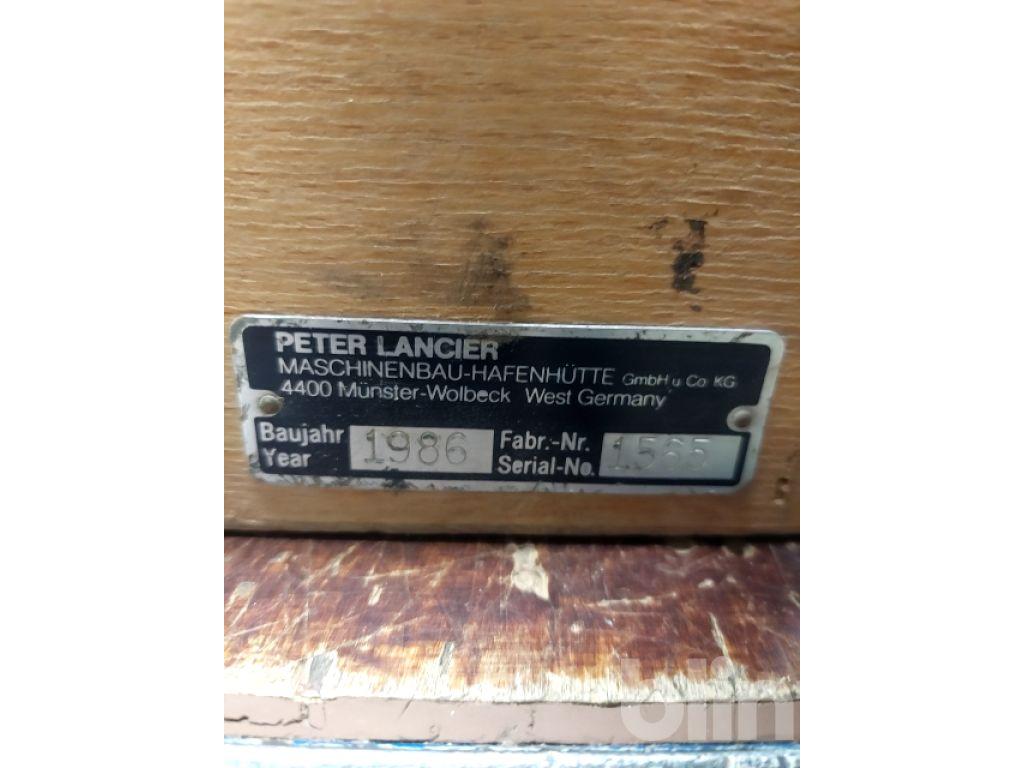 PETER LANCIER
MASCHINENBAU-HAFENHÜTTE GmbH u Co KG
4400 Münster-Wolbeck West Germany
Baujahr 1986 Fabr.-Nr. 1565
Year Serial-No.